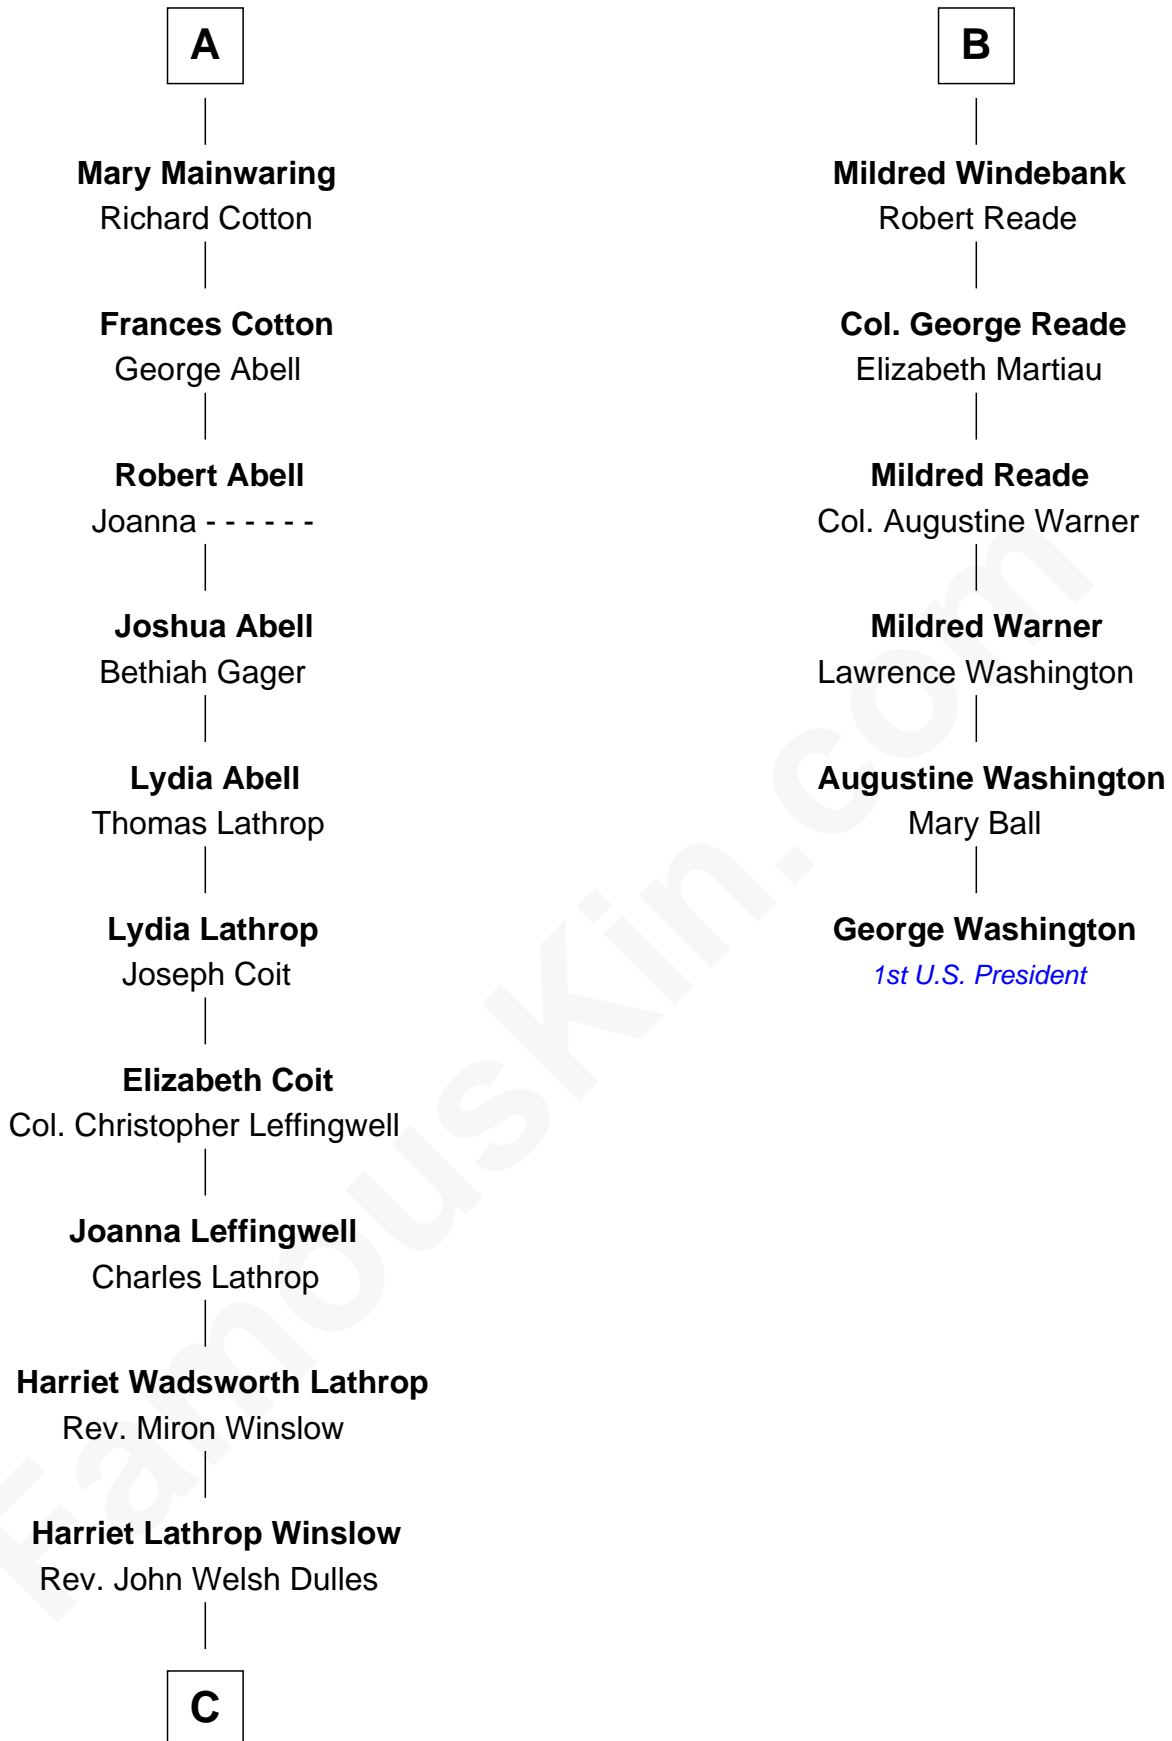 A
Mary Mainwaring
Richard Cotton
Frances Cotton
George Abell
Robert Abell
Joanna - - - - - -
Joshua Abell
Bethiah Gager
Lydia Abell
Thomas Lathrop
Lydia Lathrop
Joseph Coit
Elizabeth Coit
Col. Christopher Leffingwell
Joanna Leffingwell
Charles Lathrop
Harriet Wadsworth Lathrop
Rev. Miron Winslow
Harriet Lathrop Winslow
Rev. John Welsh Dulles
C
B
Mildred Windebank
Robert Reade
Col. George Reade
Elizabeth Martiau
Mildred Reade
Col. Augustine Warner
Mildred Warner
Lawrence Washington
Augustine Washington
Mary Ball
George Washington
1st U.S. President
FamousKin.com